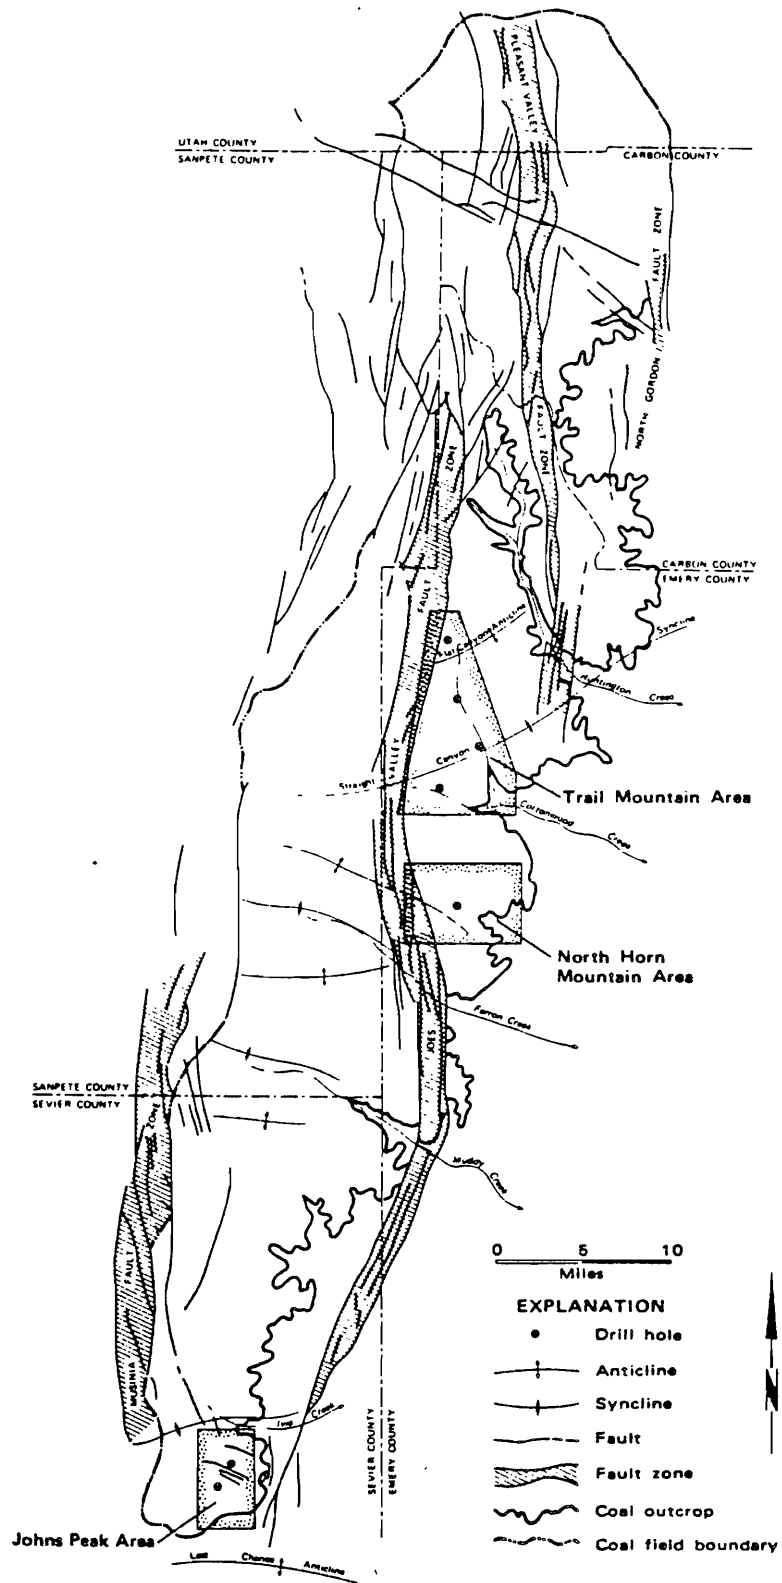 PLEASANT VALLEY
UTAH COUNTY
SANPETE COUNTY
CARBON COUNTY
FAULT ZONE
NORTH GORDON
FAULT ZONE
ZONE
FAULT
CARBON COUNTY
EMERY COUNTY
Syncline
Flat Canyon Anticline
Huntington Creek
VALLEY
Straight Canyon
Trail Mountain Area
Cottonwood Creek
North Horn
Mountain Area
Ferron Creek
JOES
SANPETE COUNTY
SEVIER COUNTY
ZONE
Muddy Creek
FAULT
MUSINIA
0 5 10
Miles
EXPLANATION
Drill hole
Anticline
Syncline
Fault
Fault zone
Coal outcrop
Coal field boundary
N
Ivie Creek
SEVIER COUNTY
EMERY COUNTY
Johns Peak Area
Last Chance Anticline